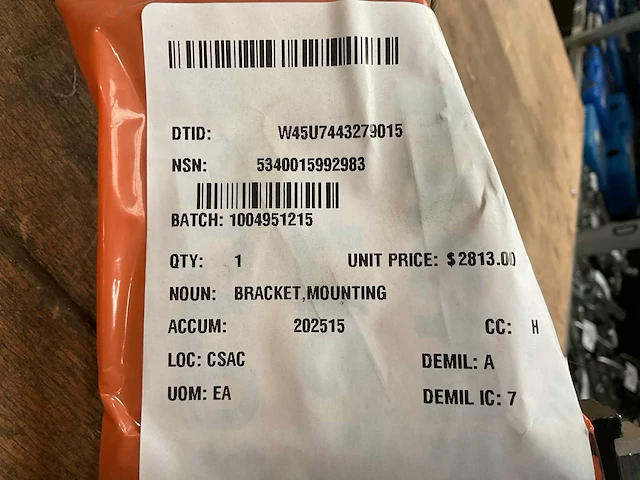 DTID: W45U7443279015
NSN: 5340015992983
BATCH: 1004951215
QTY: 1 UNIT PRICE: $2813.00
NOUN: BRACKET,MOUNTING
ACCUM: 202515 CC: H
LOC: CSAC DEMIL: A
UOM: EA DEMIL IC: 7